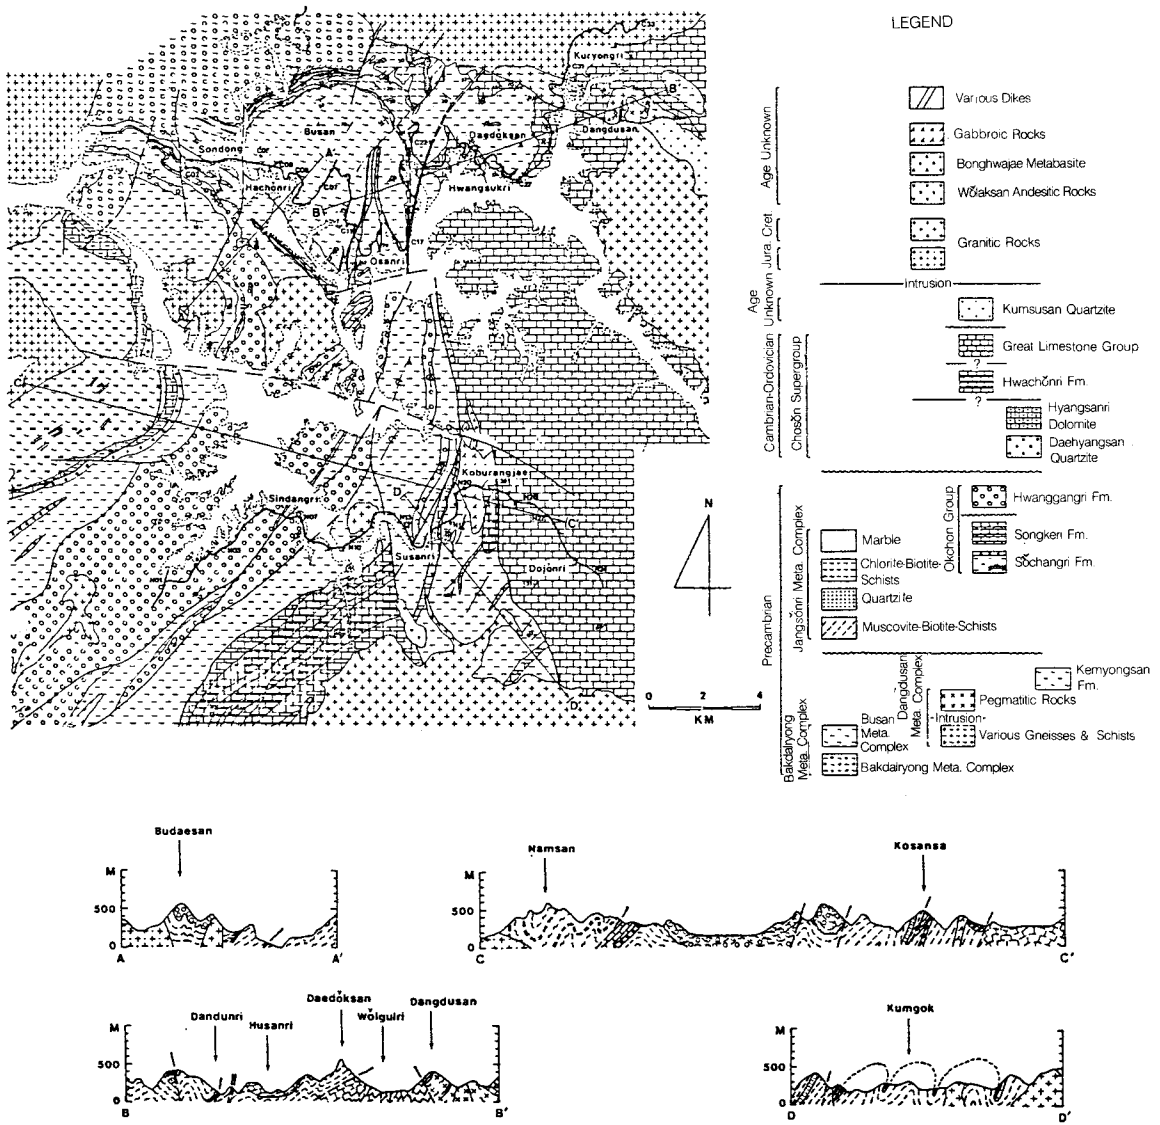 LEGEND
Age Unknown
Various Dikes
Gabbroic Rocks
Bonghwajae Metabasite
Wŏlaksan Andesitic Rocks
Jura. Cret
Granitic Rocks
Intrusion
Age
Unknown
Kumsusan Quartzite
Cambrian-Ordovician
Chosŏn Supergroup
Great Limestone Group
?
Hwachŏnri Fm.
?
Hyangsanri
Dolomite
Daehyangsan
Quartzite
Precambrian
Jangsŏnri Meta. Complex
Okchon Group
Hwanggangri Fm.
Songkeri Fm.
Sŏchangri Fm.
Marble
Chlorite-Biotite-
Schists
Quartzite
Muscovite-Biotite-Schists
Dangdusan
Meta. Complex
Kemyongsan
Fm.
Pegmatitic Rocks
-Intrusion-
Various Gneisses & Schists
Bakdairyong
Meta. Complex
Busan
Meta.
Complex
Bakdairyong Meta. Complex
Kuryongri
Busan
Daedŏksan
Dangdusan
Sondong
Hachŏnri
Hwangsukri
Osanri
Koburangjae
Sindangri
Susanri
Dojŏnri
A'
B
B'
C
C'
D
D'
C17
N
0 2 4
KM
Budaesan
M
500
0
A A'
Namsan
Kosansa
M
500
0
C C'
Dandunri
Husanri
Daedŏksan
Wŏlgulri
Dangdusan
M
500
0
B B'
Kumgok
M
500
0
D D'